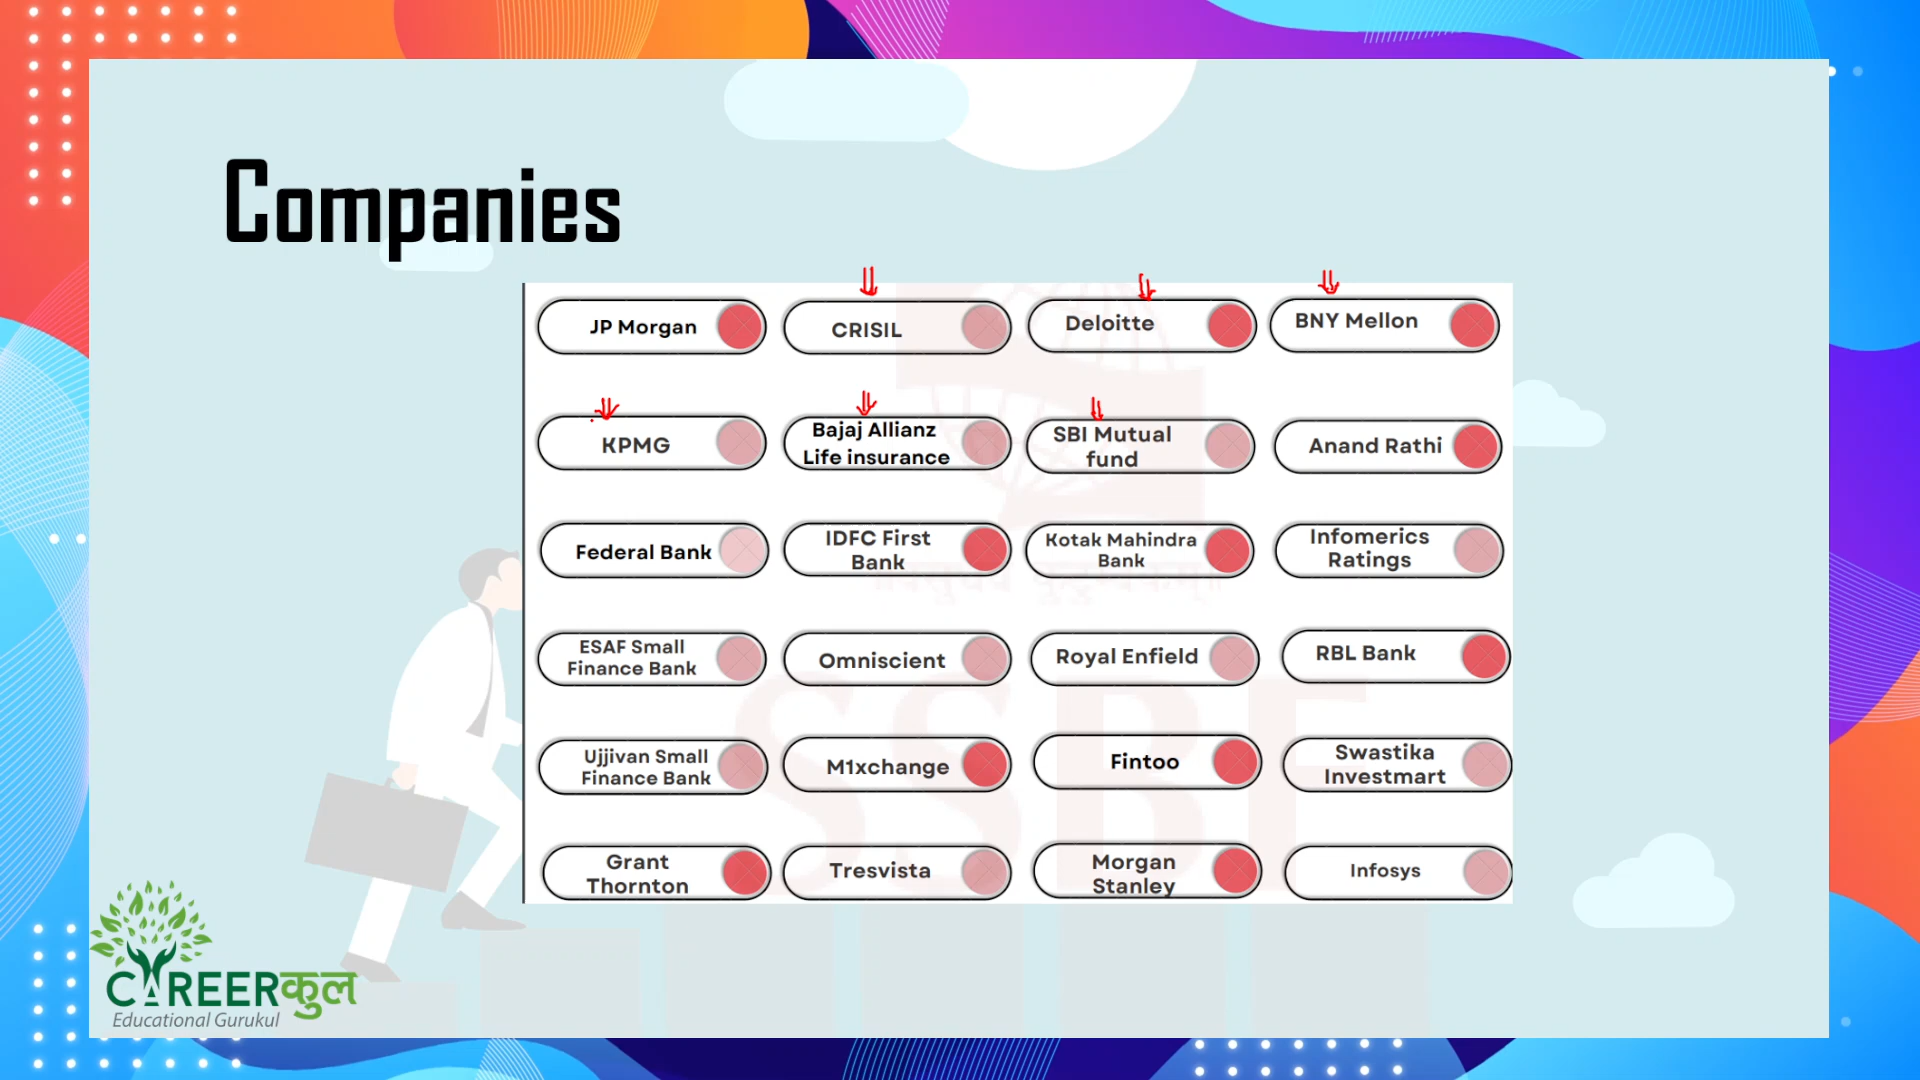 Companies
JP Morgan
CRISIL
Deloitte
BNY Mellon
KPMG
Bajaj Allianz
Life insurance
SBI Mutual
fund
Anand Rathi
Federal Bank
IDFC First
Bank
Kotak Mahindra
Bank
Infomerics
Ratings
ESAF Small
Finance Bank
Omniscient
Royal Enfield
RBL Bank
Ujjivan Small
Finance Bank
M1xchange
Fintoo
Swastika
Investmart
Grant
Thornton
Tresvista
Morgan
Stanley
Infosys
SSBF
CAREERकुल
Educational Gurukul